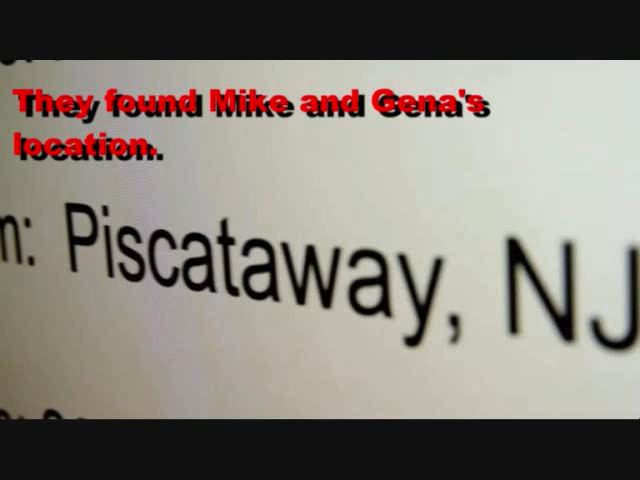 They found Mike and Gena's
location.
m: Piscataway, NJ